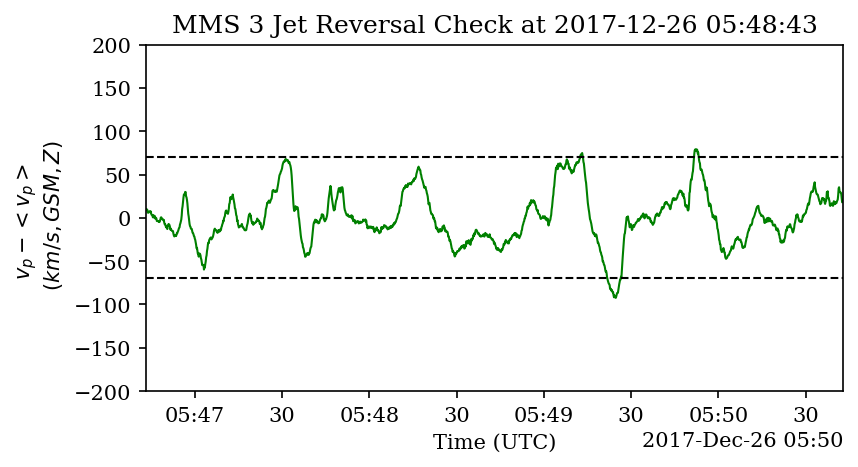 MMS 3 Jet Reversal Check at 2017-12-26 05:48:43
200
150
100
50
0
−50
−100
−150
−200
v_p − <v_p>
(km/s, GSM, Z)
05:47 30 05:48 30 05:49 30 05:50 30
Time (UTC) 2017-Dec-26 05:50